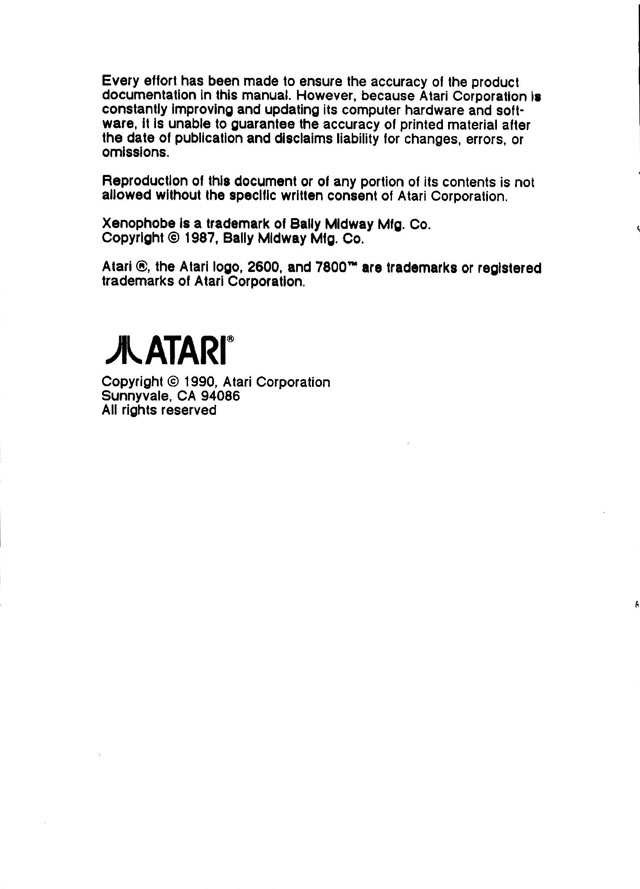 Every effort has been made to ensure the accuracy of the product
documentation in this manual. However, because Atari Corporation is
constantly improving and updating its computer hardware and soft-
ware, it is unable to guarantee the accuracy of printed material after
the date of publication and disclaims liability for changes, errors, or
omissions.
Reproduction of this document or of any portion of its contents is not
allowed without the specific written consent of Atari Corporation.
Xenophobe is a trademark of Bally Midway Mfg. Co.
Copyright © 1987, Bally Midway Mfg. Co.
Atari ®, the Atari logo, 2600, and 7800™ are trademarks or registered
trademarks of Atari Corporation.
ATARI®
Copyright © 1990, Atari Corporation
Sunnyvale, CA 94086
All rights reserved